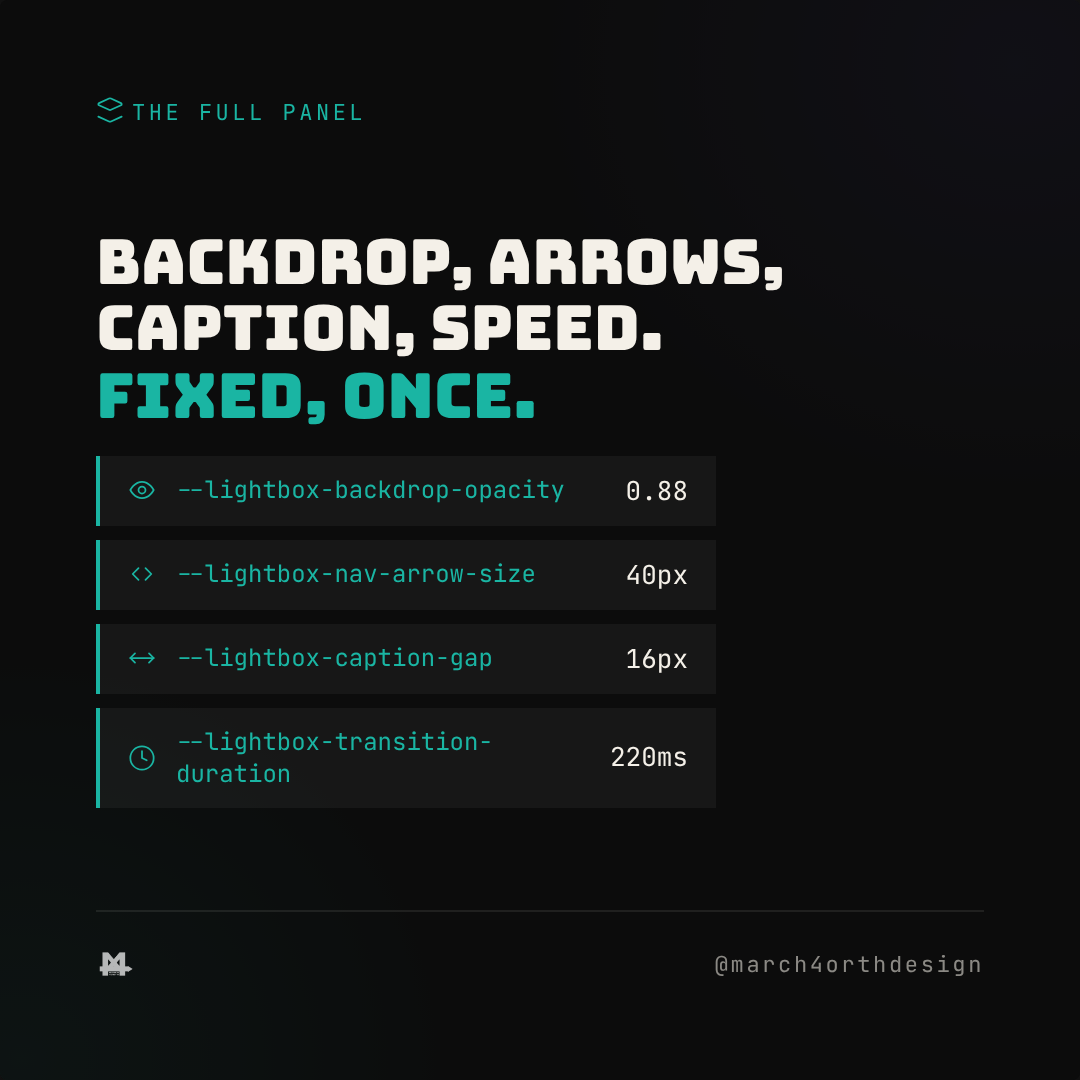 THE FULL PANEL
BACKDROP, ARROWS,
CAPTION, SPEED.
FIXED, ONCE.
--lightbox-backdrop-opacity 0.88
--lightbox-nav-arrow-size 40px
--lightbox-caption-gap 16px
--lightbox-transition-
duration 220ms
@march4orthdesign